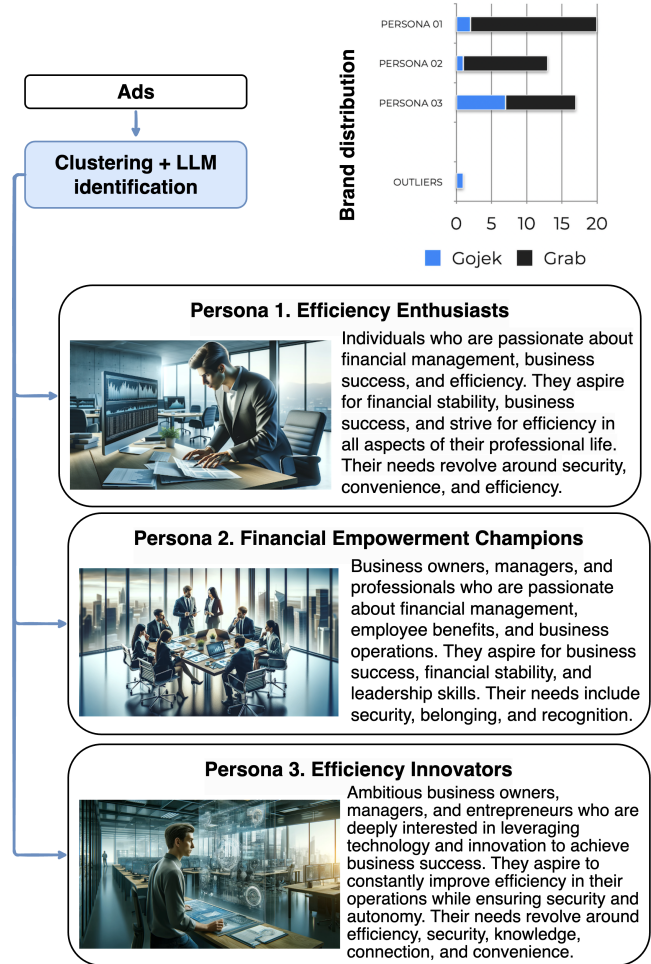 PERSONA 01
PERSONA 02
PERSONA 03
OUTLIERS
Brand distribution
0 5 10 15 20
Gojek Grab
Ads
Clustering + LLM
identification
Persona 1. Efficiency Enthusiasts
Individuals who are passionate about
financial management, business
success, and efficiency. They aspire
for financial stability, business
success, and strive for efficiency in
all aspects of their professional life.
Their needs revolve around security,
convenience, and efficiency.
Persona 2. Financial Empowerment Champions
Business owners, managers, and
professionals who are passionate
about financial management,
employee benefits, and business
operations. They aspire for business
success, financial stability, and
leadership skills. Their needs include
security, belonging, and recognition.
Persona 3. Efficiency Innovators
Ambitious business owners,
managers, and entrepreneurs who are
deeply interested in leveraging
technology and innovation to achieve
business success. They aspire to
constantly improve efficiency in their
operations while ensuring security and
autonomy. Their needs revolve around
efficiency, security, knowledge,
connection, and convenience.